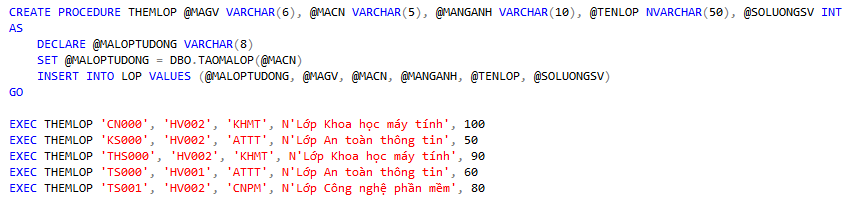 CREATE PROCEDURE THEMLOP @MAGV VARCHAR(6), @MACN VARCHAR(5), @MANGANH VARCHAR(10), @TENLOP NVARCHAR(50), @SOLUONGSV INT
AS
    DECLARE @MALOPTUDONG VARCHAR(8)
    SET @MALOPTUDONG = DBO.TAOMALOP(@MACN)
    INSERT INTO LOP VALUES (@MALOPTUDONG, @MAGV, @MACN, @MANGANH, @TENLOP, @SOLUONGSV)
GO
EXEC THEMLOP 'CN000', 'HV002', 'KHMT', N'Lớp Khoa học máy tính', 100
EXEC THEMLOP 'KS000', 'HV002', 'ATTT', N'Lớp An toàn thông tin', 50
EXEC THEMLOP 'THS000', 'HV002', 'KHMT', N'Lớp Khoa học máy tính', 90
EXEC THEMLOP 'TS000', 'HV001', 'ATTT', N'Lớp An toàn thông tin', 60
EXEC THEMLOP 'TS001', 'HV002', 'CNPM', N'Lớp Công nghệ phần mềm', 80